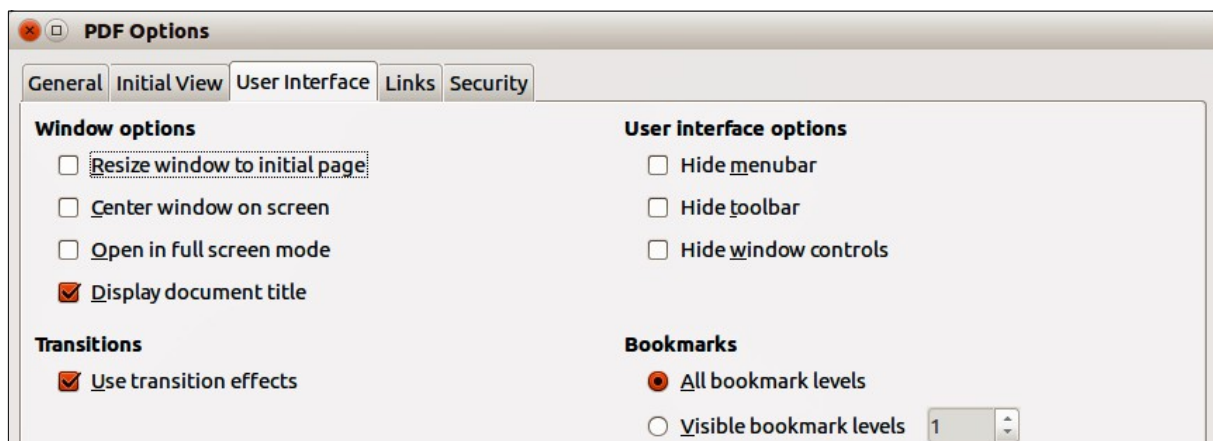 PDF Options
General Initial View User Interface Links Security
Window options
Resize window to initial page
Center window on screen
Open in full screen mode
Display document title
User interface options
Hide menubar
Hide toolbar
Hide window controls
Transitions
Use transition effects
Bookmarks
All bookmark levels
Visible bookmark levels 1